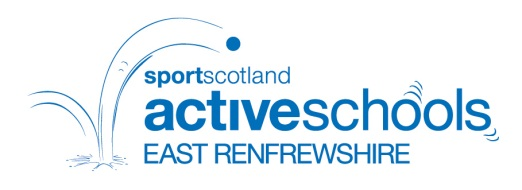 sportscotland
activeschools
EAST RENFREWSHIRE